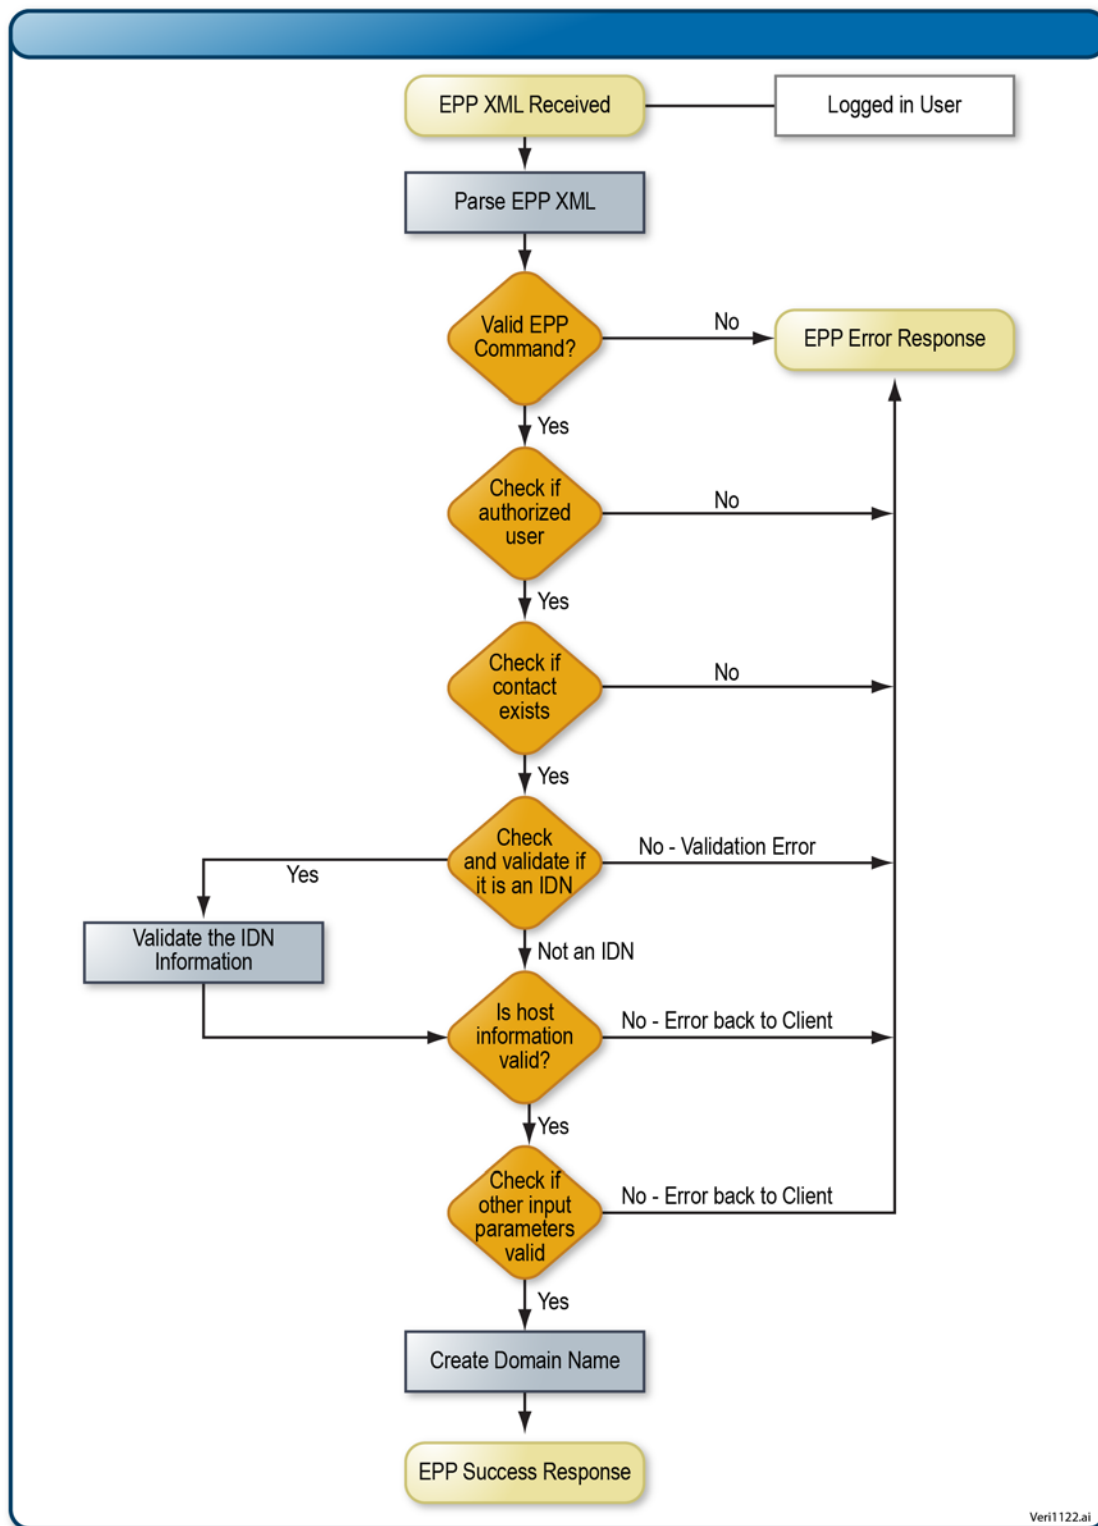 EPP XML Received
Logged in User
Parse EPP XML
Valid EPP
Command?
No
EPP Error Response
Yes
Check if
authorized
user
No
Yes
Check if
contact
exists
No
Yes
Check
and validate if
it is an IDN
No - Validation Error
Yes
Validate the IDN
Information
Not an IDN
Is host
information
valid?
No - Error back to Client
Yes
Check if
other input
parameters
valid
No - Error back to Client
Yes
Create Domain Name
EPP Success Response
Veri1122.ai